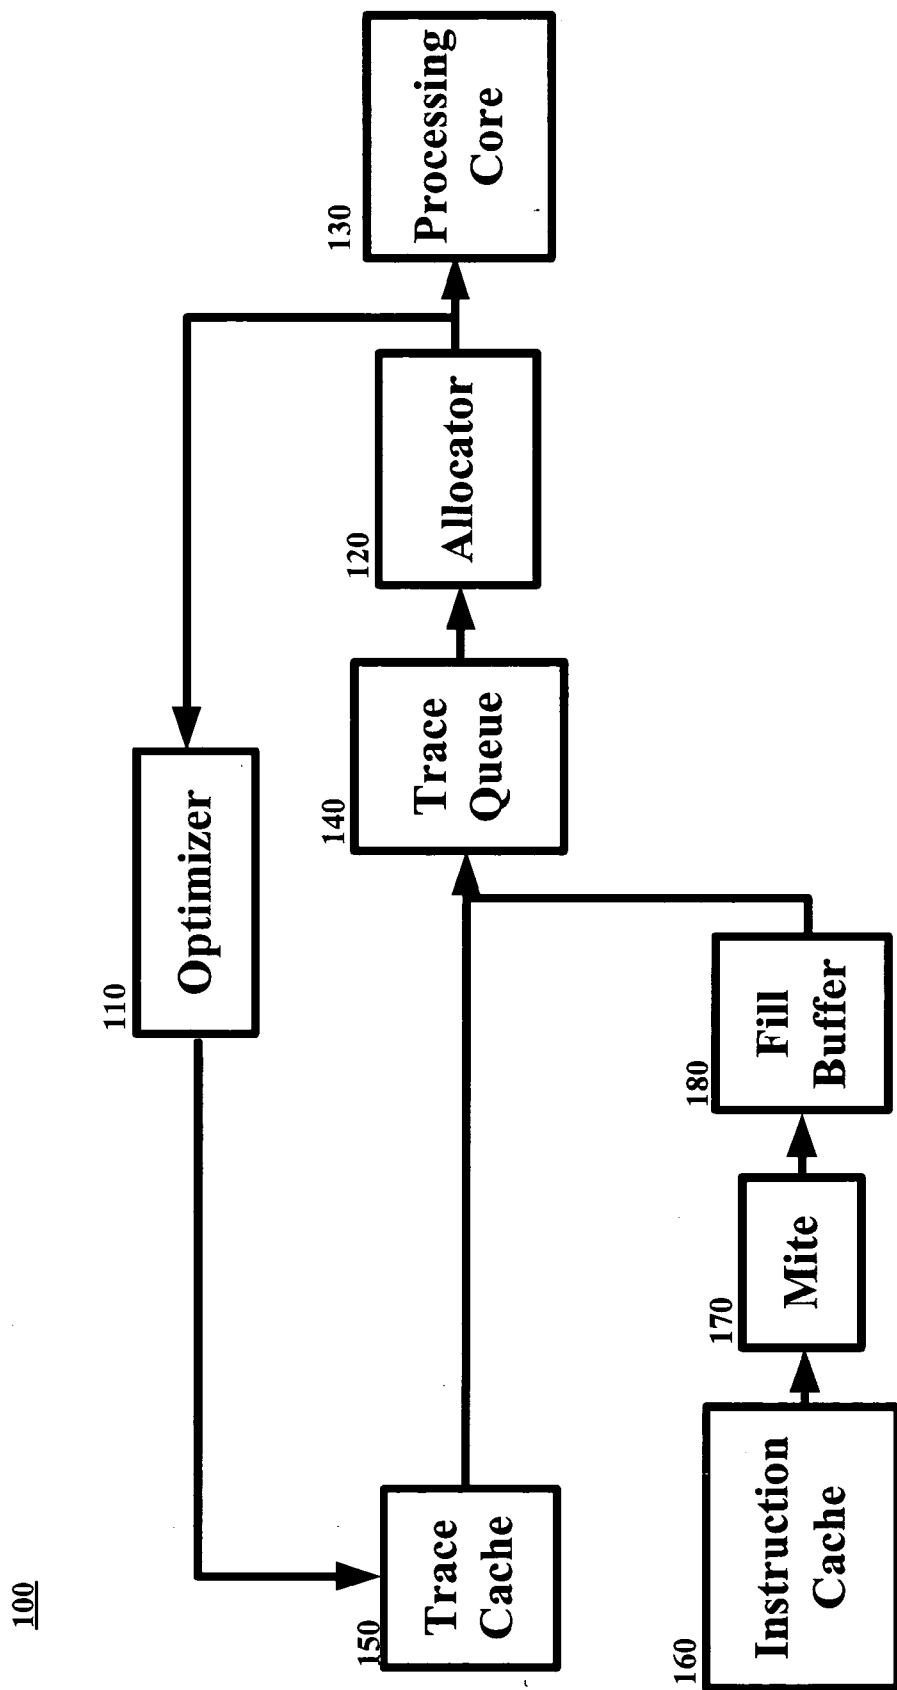 100
110
Optimizer
130
Processing
Core
120
Allocator
140
Trace
Queue
150
Trace
Cache
180
Fill
Buffer
170
Mite
160
Instruction
Cache